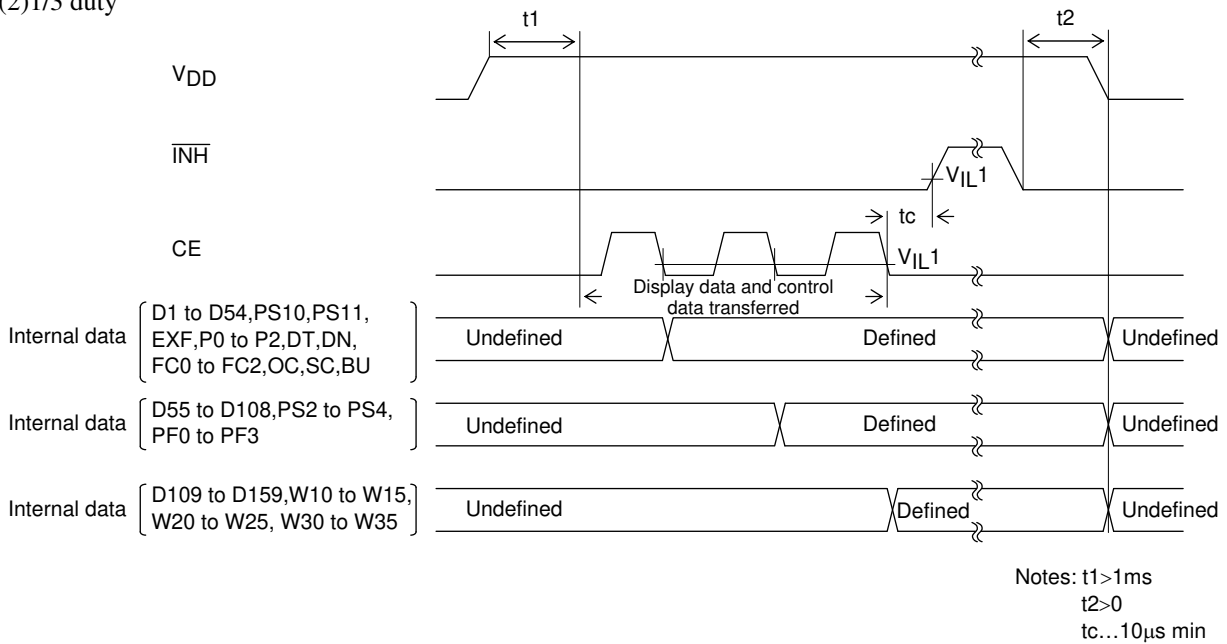 (2)1/3 duty
t1
t2
VDD
INH
VIL1
tc
CE
VIL1
Display data and control
data transferred
Internal data
D1 to D54,PS10,PS11,
EXF,P0 to P2,DT,DN,
FC0 to FC2,OC,SC,BU
Undefined
Defined
Undefined
Internal data
D55 to D108,PS2 to PS4,
PF0 to PF3
Undefined
Defined
Undefined
Internal data
D109 to D159,W10 to W15,
W20 to W25, W30 to W35
Undefined
Defined
Undefined
Notes: t1>1ms
t2>0
tc…10μs min